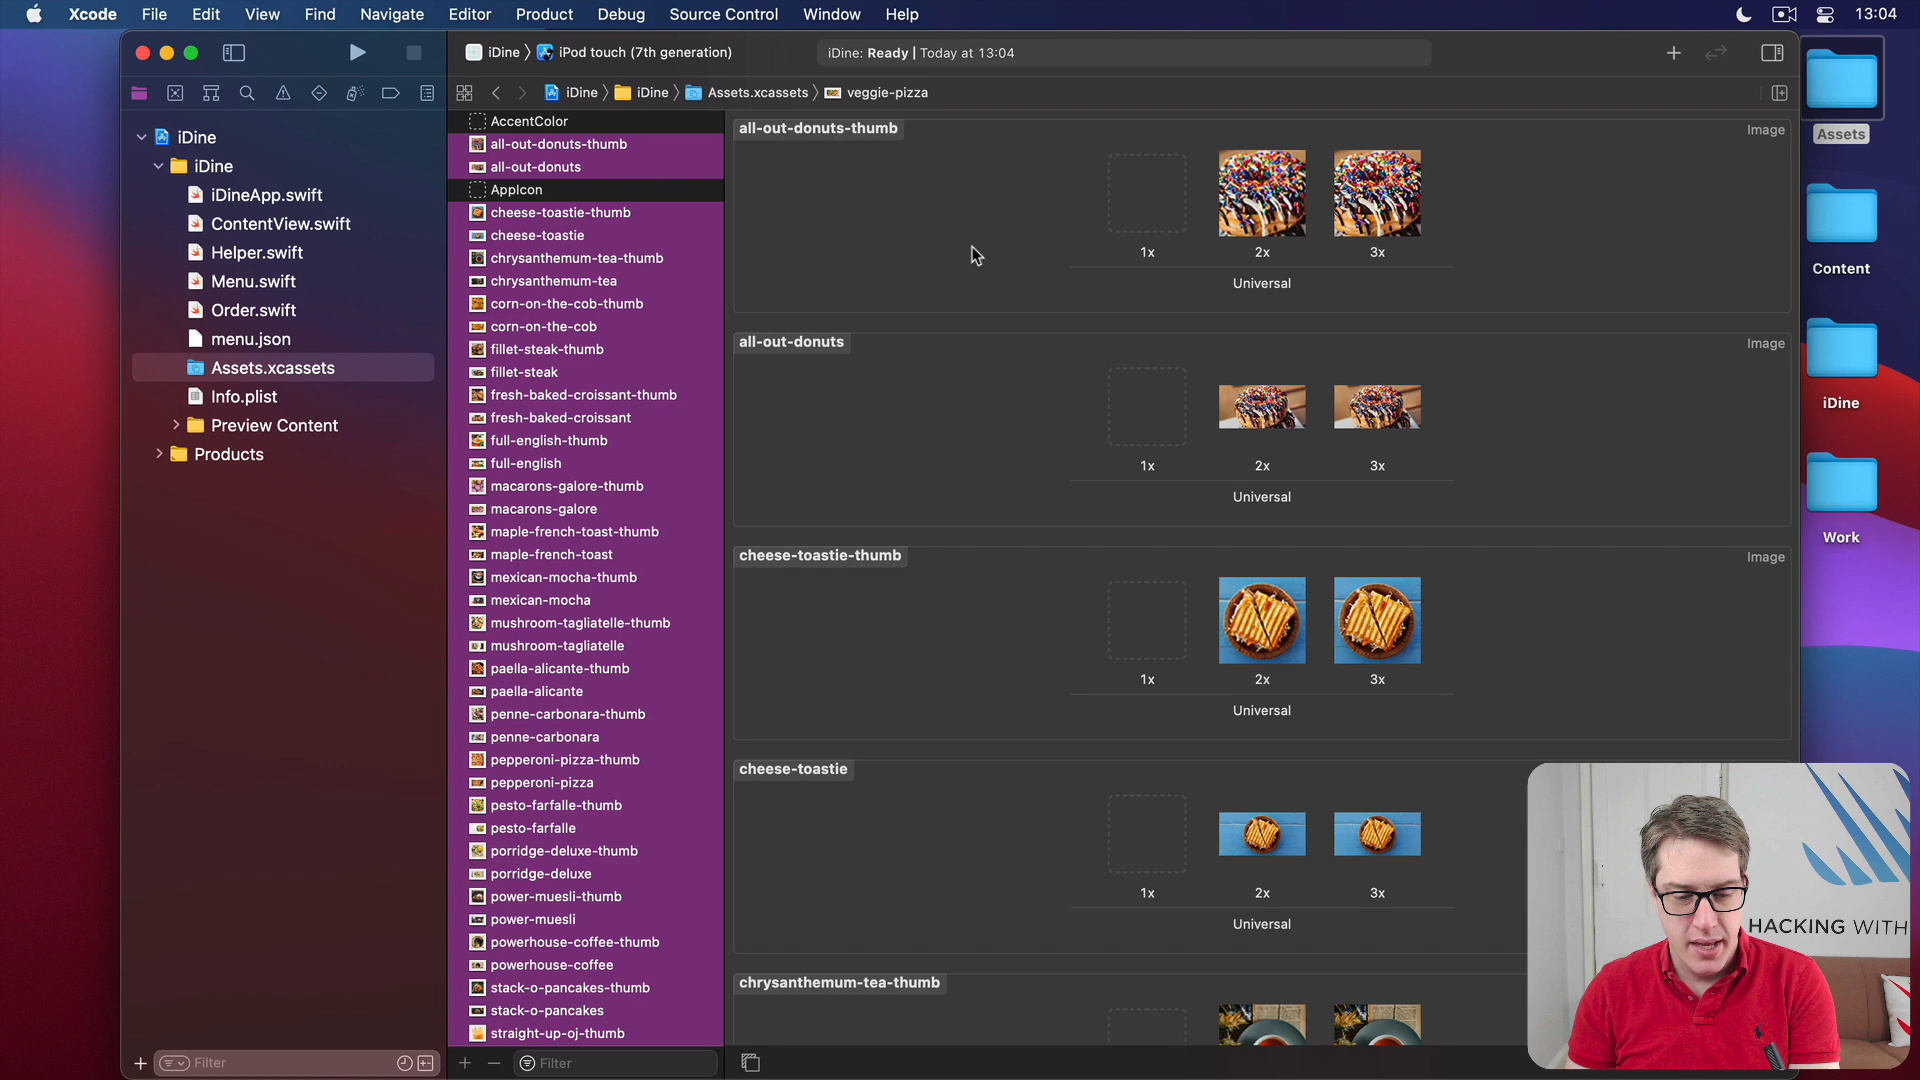 Xcode File Edit View Find Navigate Editor Product Debug Source Control Window Help 13:04
iDine iPod touch (7th generation) iDine: Ready | Today at 13:04
iDine iDine Assets.xcassets veggie-pizza
iDine
iDine
iDineApp.swift
ContentView.swift
Helper.swift
Menu.swift
Order.swift
menu.json
Assets.xcassets
Info.plist
Preview Content
Products
Filter
AccentColor
all-out-donuts-thumb
all-out-donuts
AppIcon
cheese-toastie-thumb
cheese-toastie
chrysanthemum-tea-thumb
chrysanthemum-tea
corn-on-the-cob-thumb
corn-on-the-cob
fillet-steak-thumb
fillet-steak
fresh-baked-croissant-thumb
fresh-baked-croissant
full-english-thumb
full-english
macarons-galore-thumb
macarons-galore
maple-french-toast-thumb
maple-french-toast
mexican-mocha-thumb
mexican-mocha
mushroom-tagliatelle-thumb
mushroom-tagliatelle
paella-alicante-thumb
paella-alicante
penne-carbonara-thumb
penne-carbonara
pepperoni-pizza-thumb
pepperoni-pizza
pesto-farfalle-thumb
pesto-farfalle
porridge-deluxe-thumb
porridge-deluxe
power-muesli-thumb
power-muesli
powerhouse-coffee-thumb
powerhouse-coffee
stack-o-pancakes-thumb
stack-o-pancakes
straight-up-oj-thumb
Filter
all-out-donuts-thumb Image
1x 2x 3x
Universal
all-out-donuts Image
1x 2x 3x
Universal
cheese-toastie-thumb Image
1x 2x 3x
Universal
cheese-toastie
1x 2x 3x
Universal
chrysanthemum-tea-thumb
Assets
Content
iDine
Work
HACKING WITH